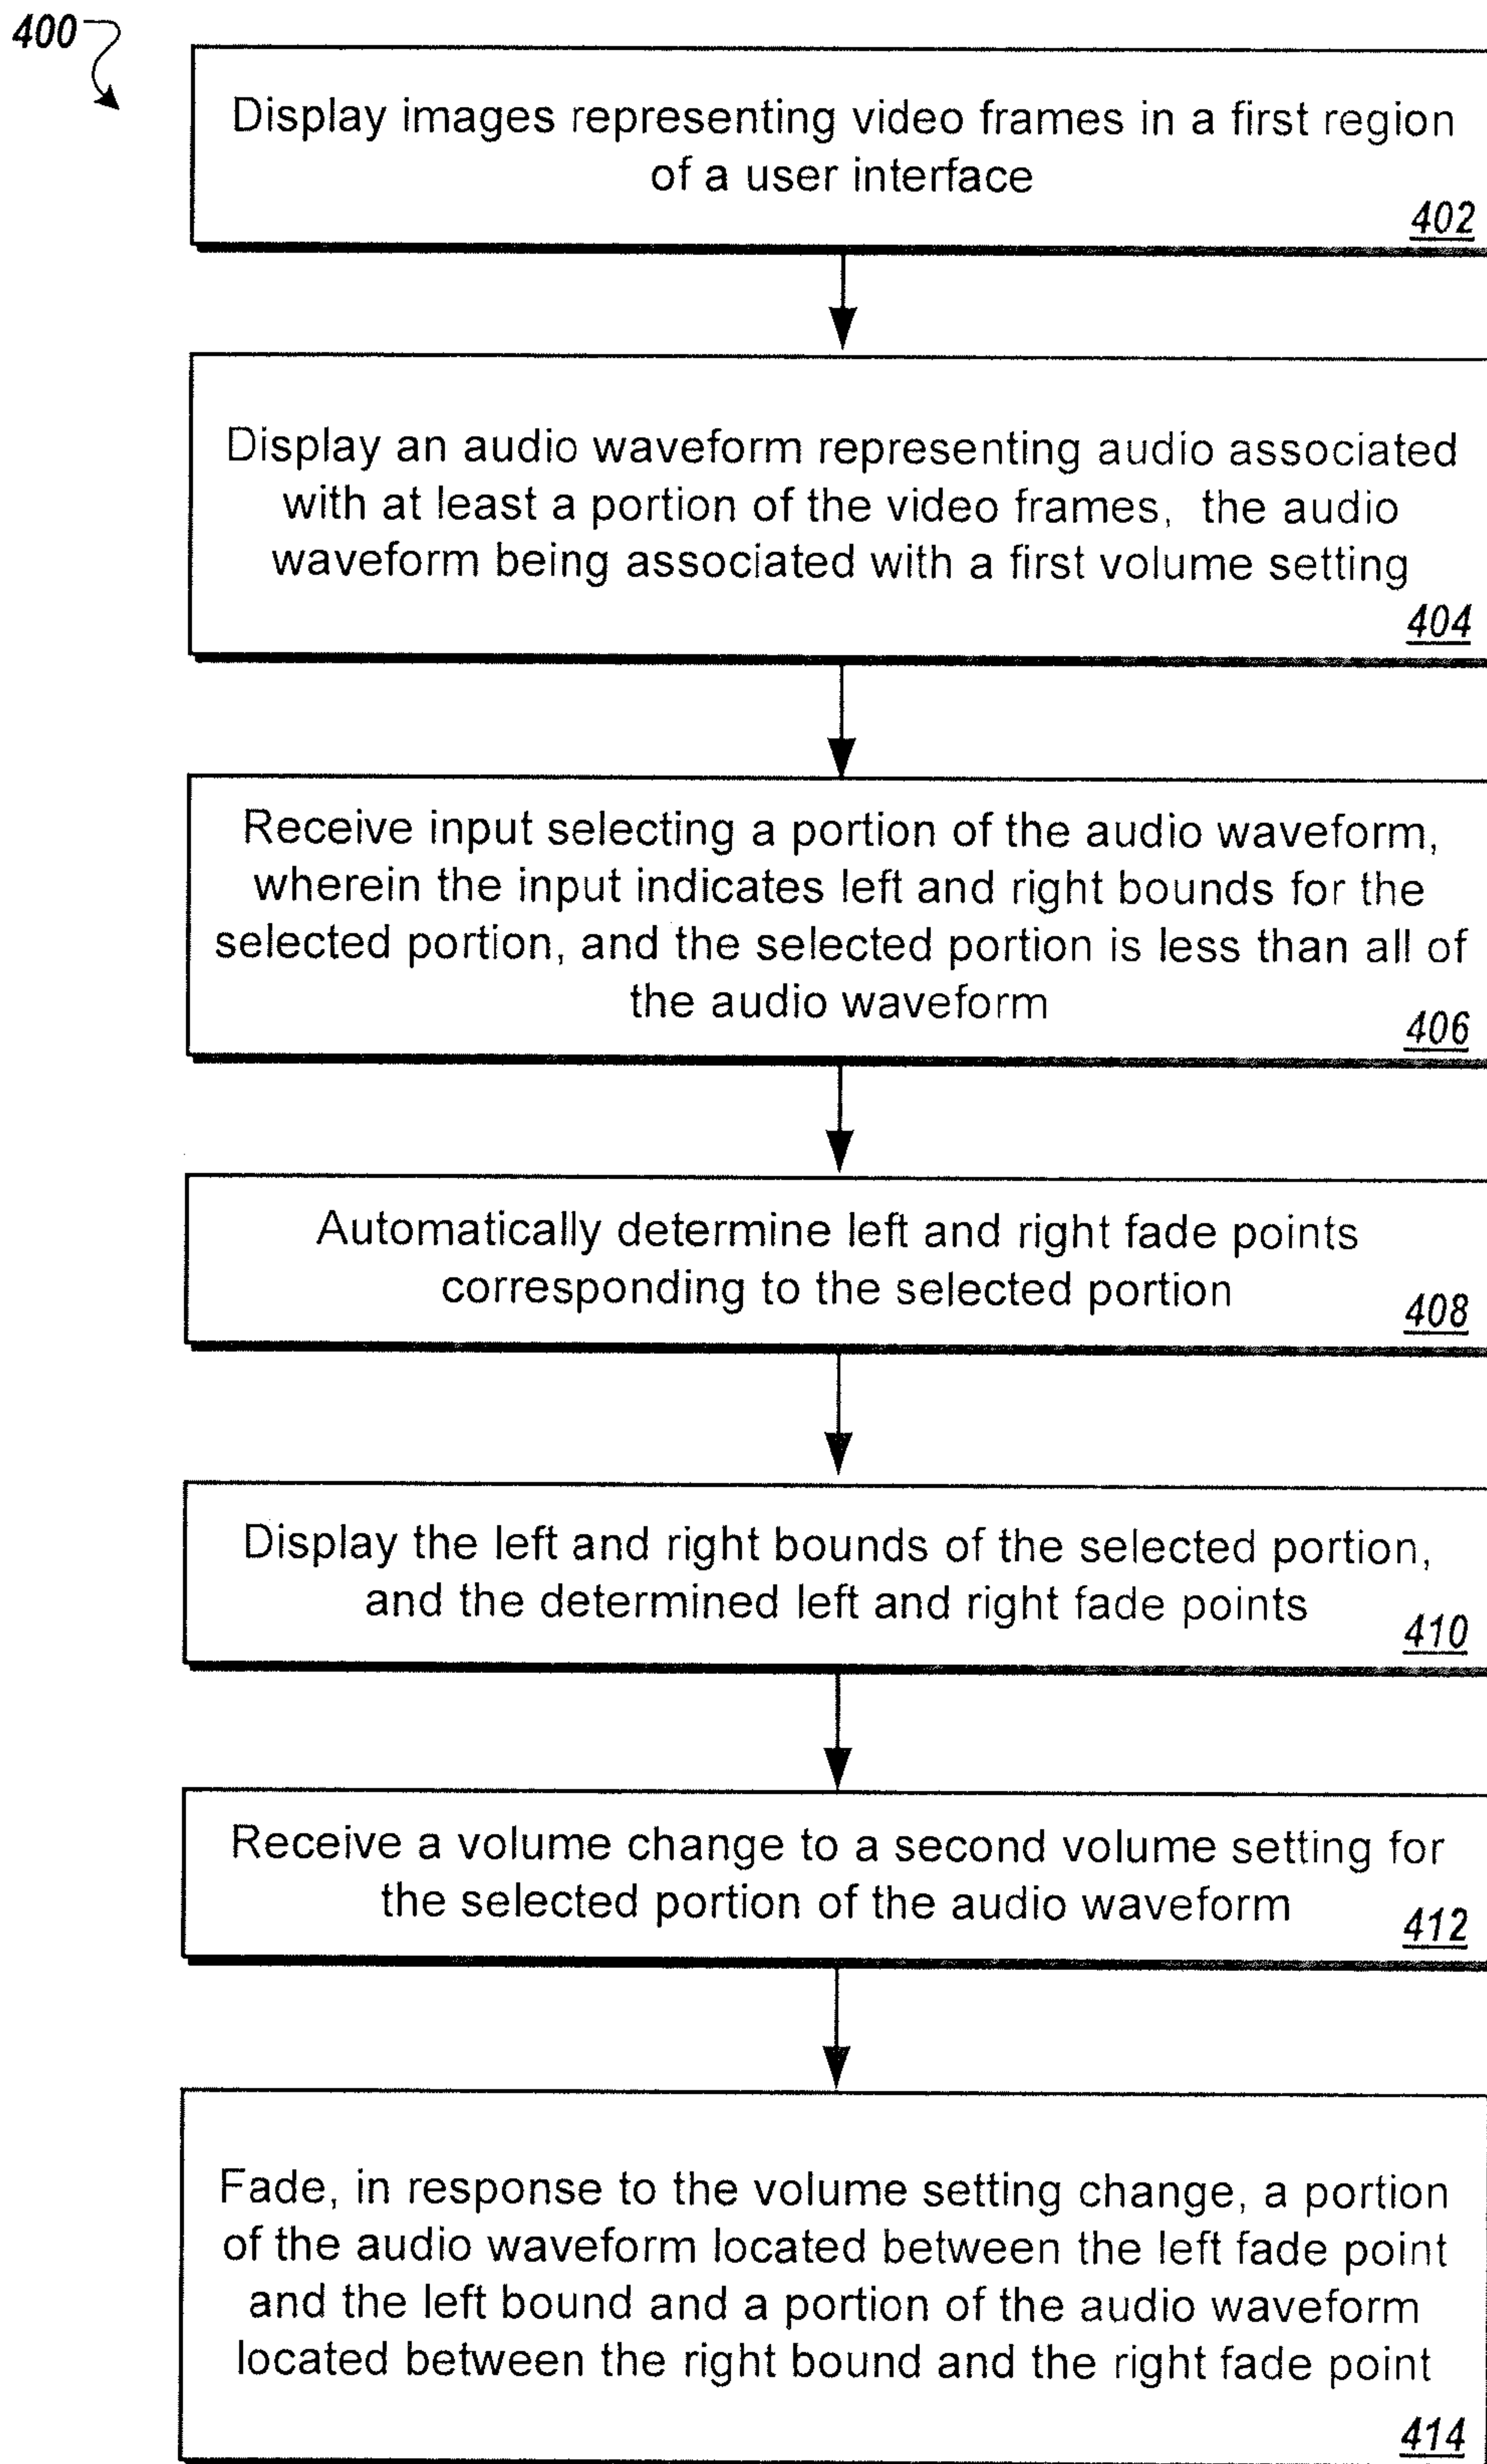 400
Display images representing video frames in a first region
of a user interface
402
Display an audio waveform representing audio associated
with at least a portion of the video frames, the audio
waveform being associated with a first volume setting
404
Receive input selecting a portion of the audio waveform,
wherein the input indicates left and right bounds for the
selected portion, and the selected portion is less than all of
the audio waveform
406
Automatically determine left and right fade points
corresponding to the selected portion
408
Display the left and right bounds of the selected portion,
and the determined left and right fade points
410
Receive a volume change to a second volume setting for
the selected portion of the audio waveform
412
Fade, in response to the volume setting change, a portion
of the audio waveform located between the left fade point
and the left bound and a portion of the audio waveform
located between the right bound and the right fade point
414